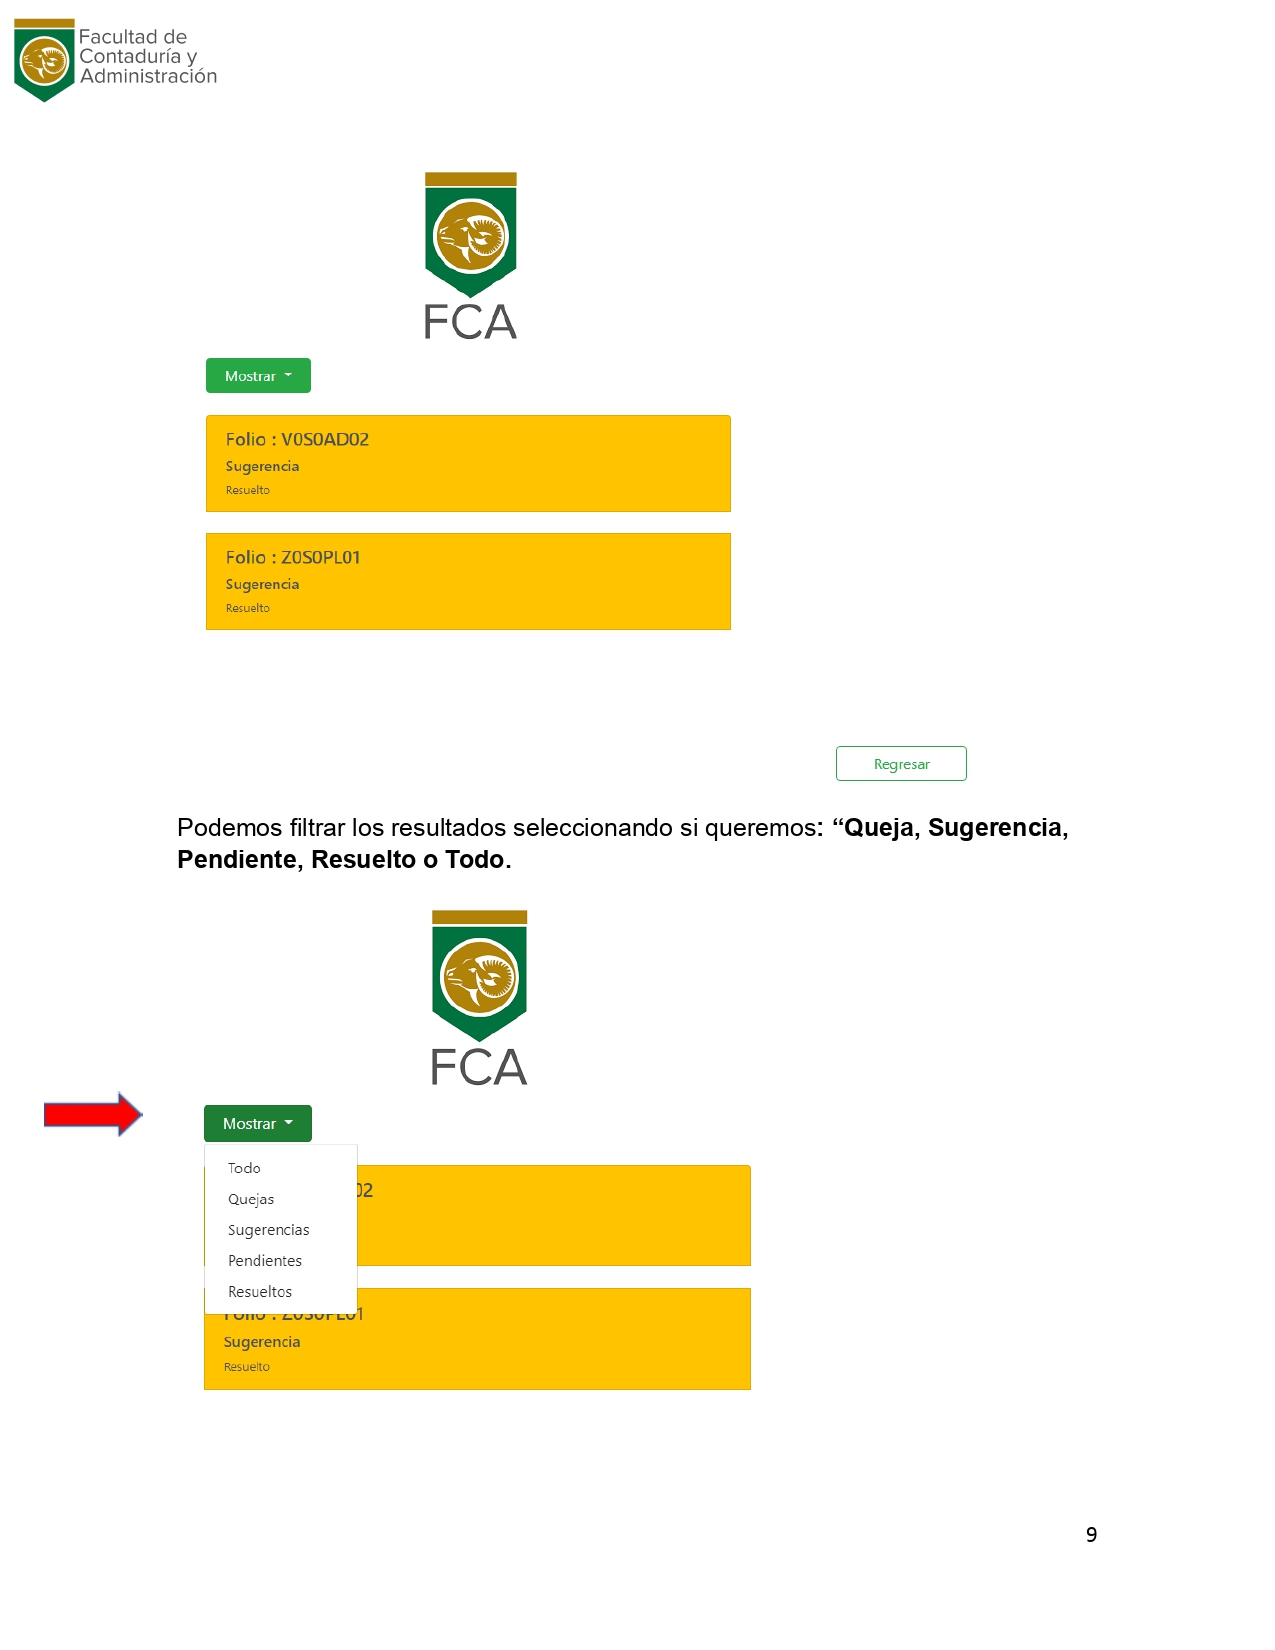 Facultad de
Contaduría y
Administración
FCA
Mostrar
Folio : V0S0AD02
Sugerencia
Resuelto
Folio : Z0S0PL01
Sugerencia
Resuelto
Regresar
Podemos filtrar los resultados seleccionando si queremos: “Queja, Sugerencia,
Pendiente, Resuelto o Todo.
FCA
Mostrar
Todo
02
Quejas
Sugerencias
Pendientes
Resueltos
Folio : Z0S0PL01
Sugerencia
Resuelto
9